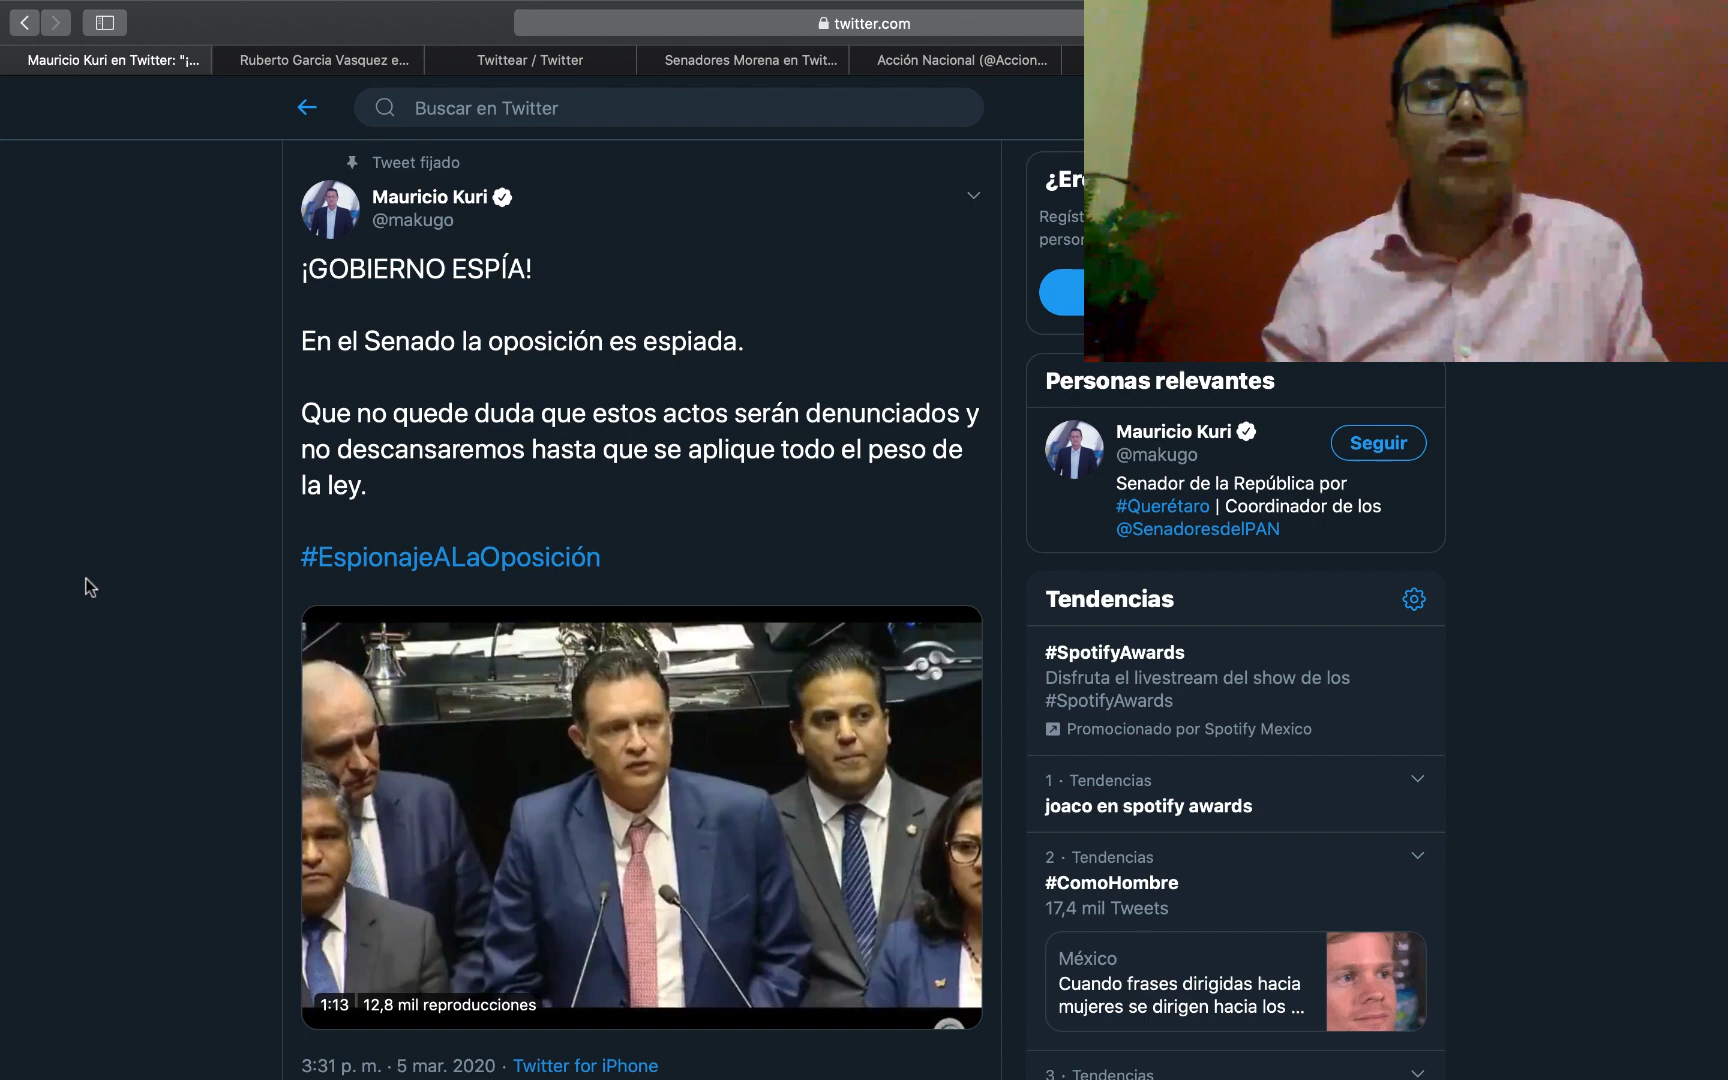 twitter.com
Mauricio Kuri en Twitter: "¡...
Ruberto Garcia Vasquez e...
Twittear / Twitter
Senadores Morena en Twit...
Acción Nacional (@Accion...
Buscar en Twitter
Tweet fijado
Mauricio Kuri
@makugo
¡GOBIERNO ESPÍA!
En el Senado la oposición es espiada.
Que no quede duda que estos actos serán denunciados y
no descansaremos hasta que se aplique todo el peso de
la ley.
#EspionajeALaOposición
1:13
12,8 mil reproducciones
3:31 p. m. · 5 mar. 2020 · Twitter for iPhone
Personas relevantes
Mauricio Kuri
@makugo
Seguir
Senador de la República por
#Querétaro | Coordinador de los
@SenadoresdelPAN
Tendencias
#SpotifyAwards
Disfruta el livestream del show de los
#SpotifyAwards
Promocionado por Spotify Mexico
1 · Tendencias
joaco en spotify awards
2 · Tendencias
#ComoHombre
17,4 mil Tweets
México
Cuando frases dirigidas hacia
mujeres se dirigen hacia los ...
3 · Tendencias